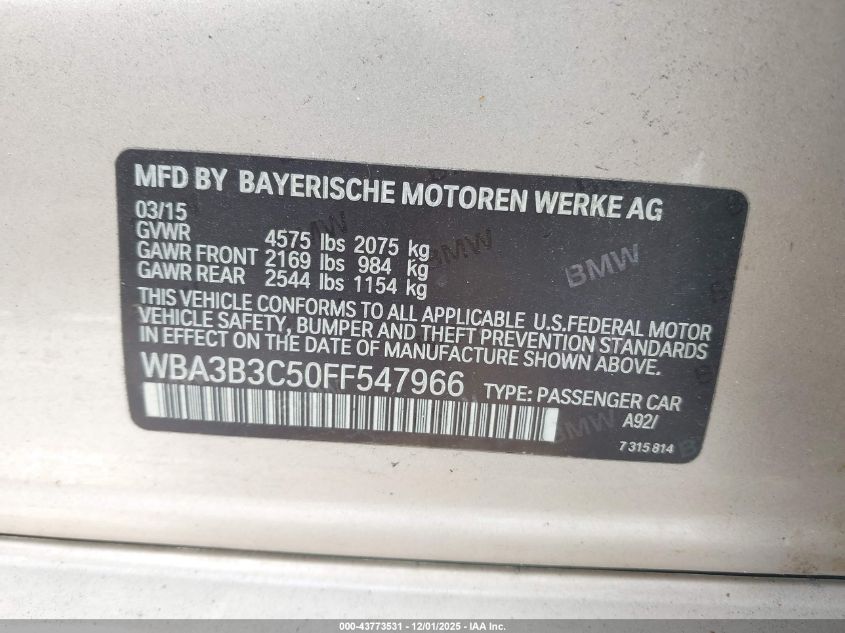 MFD BY BAYERISCHE MOTOREN WERKE AG
03/15
GVWR 4575 lbs 2075 kg
GAWR FRONT 2169 lbs 984 kg
GAWR REAR 2544 lbs 1154 kg
THIS VEHICLE CONFORMS TO ALL APPLICABLE U.S.FEDERAL MOTOR
VEHICLE SAFETY, BUMPER AND THEFT PREVENTION STANDARDS
IN EFFECT ON THE DATE OF MANUFACTURE SHOWN ABOVE.
WBA3B3C50FF547966 TYPE: PASSENGER CAR
A92/
7 315 814
BMW
000-43773531 - 12/01/2025 - IAA Inc.